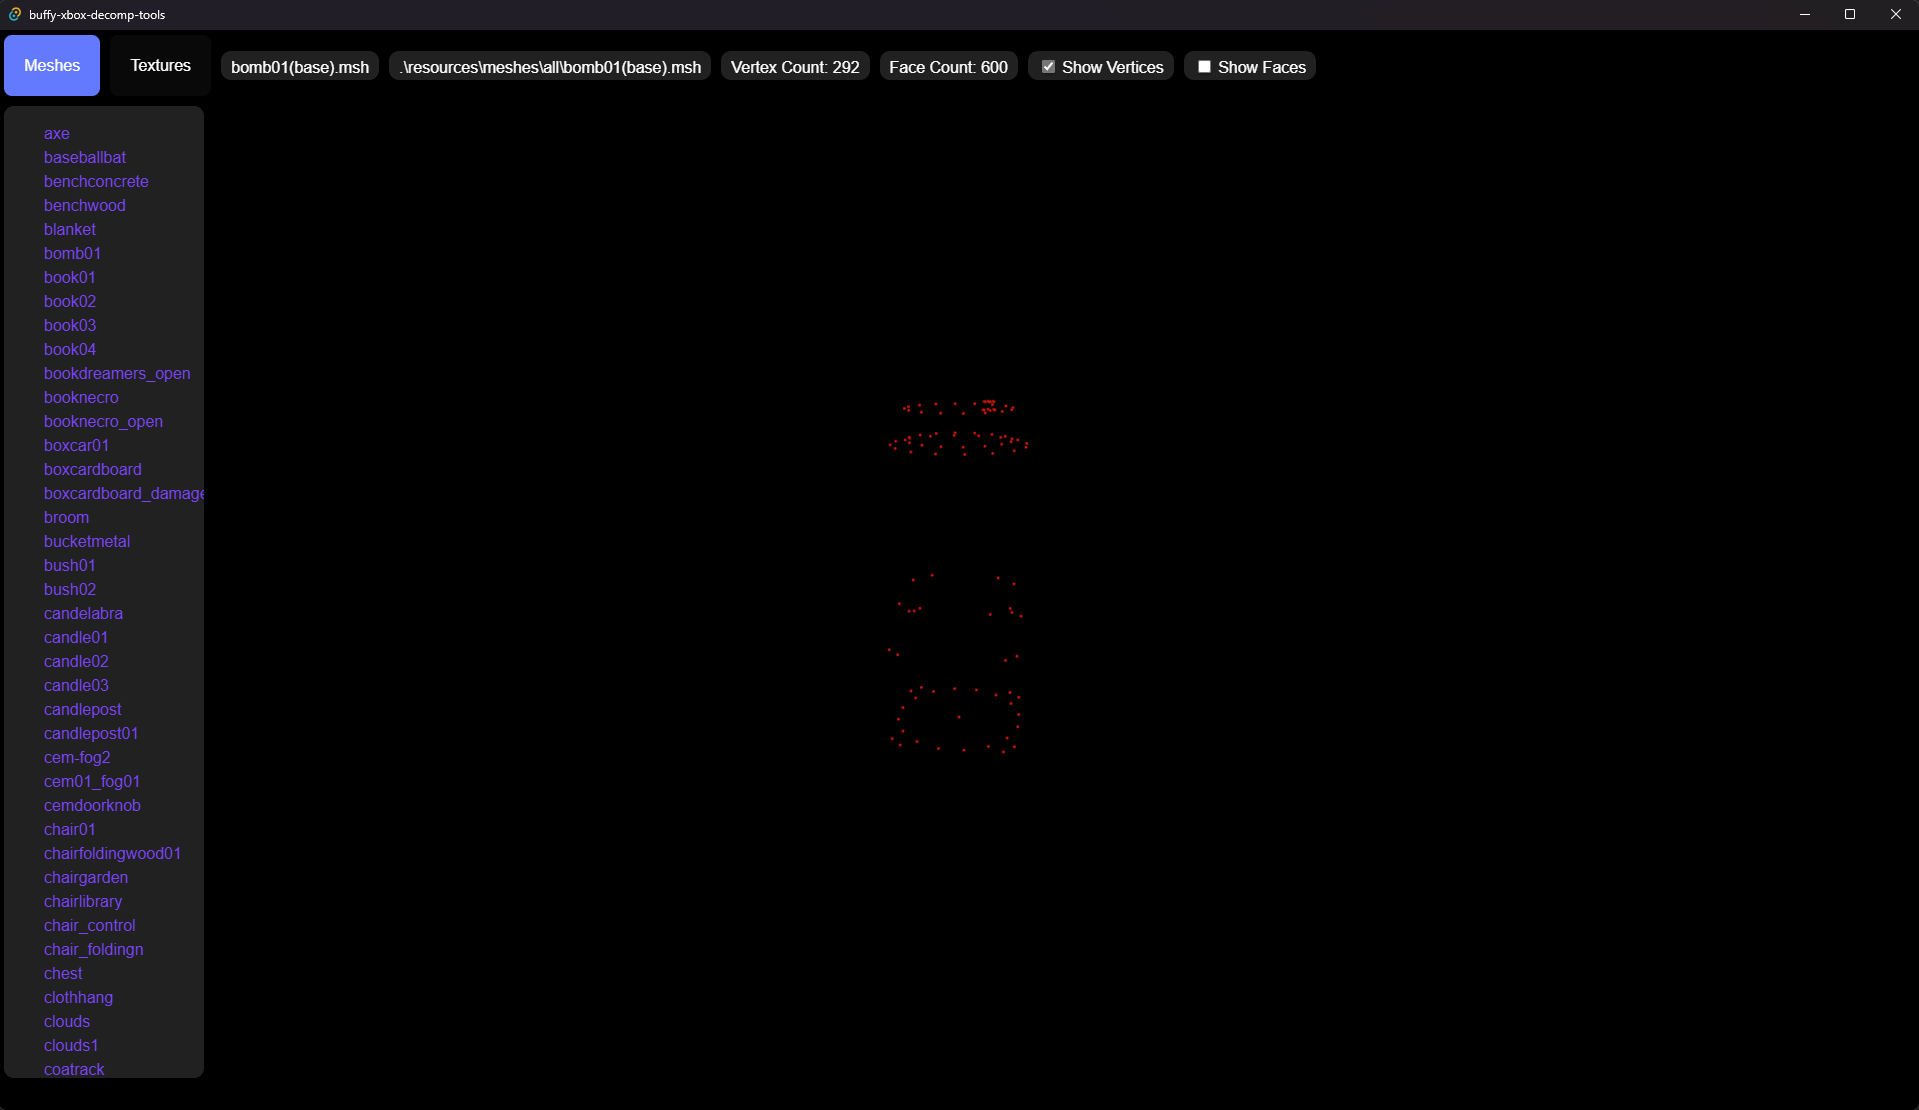 buffy-xbox-decomp-tools
Meshes Textures bomb01(base).msh .\resources\meshes\all\bomb01(base).msh Vertex Count: 292 Face Count: 600 Show Vertices Show Faces
axe
baseballbat
benchconcrete
benchwood
blanket
bomb01
book01
book02
book03
book04
bookdreamers_open
booknecro
booknecro_open
boxcar01
boxcardboard
boxcardboard_damage
broom
bucketmetal
bush01
bush02
candelabra
candle01
candle02
candle03
candlepost
candlepost01
cem-fog2
cem01_fog01
cemdoorknob
chair01
chairfoldingwood01
chairgarden
chairlibrary
chair_control
chair_foldingn
chest
clothhang
clouds
clouds1
coatrack